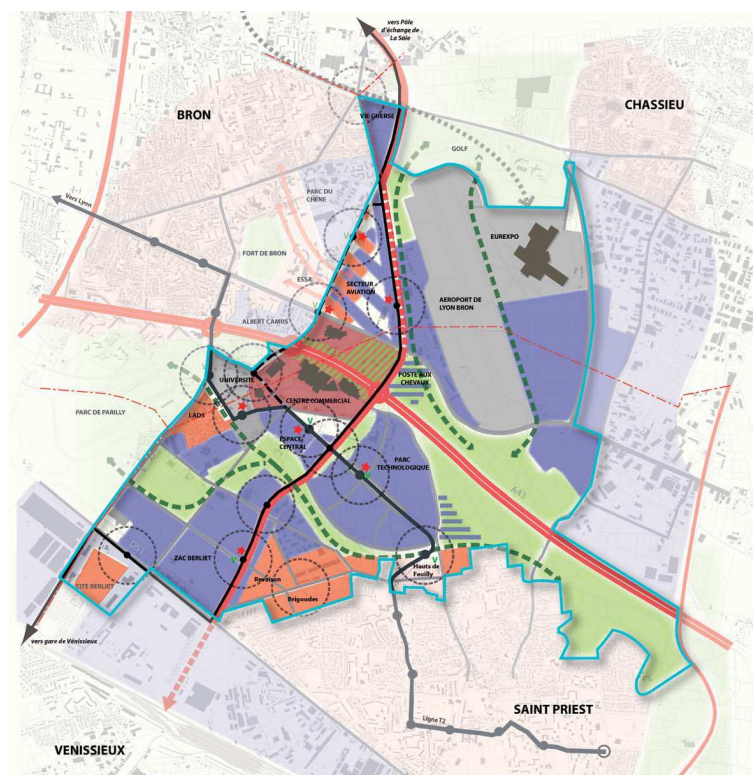 vers Pôle
d'échange de
La Soie
BRON
CHASSIEU
VIE GUERSE
GOLF
PARC DU
CHENE
vers Lyon
EUREXPO
FORT DE BRON
ESSA
SECTEUR
AVIATION
AEROPORT DE
LYON BRON
ALBERT CAMUS
UNIVERSITÉ
POSTE AUX
CHEVAUX
CENTRE COMMERCIAL
PARC DE PARILLY
LADS
ESPACE
CENTRAL
PARC
TECHNOLOGIQUE
A43
ZAC BERLIET
CITE BERLIET
Revaison
Hauts de
Feuilly
Brigoudes
vers gare de Vénissieux
SAINT PRIEST
Ligne T2
VENISSIEUX